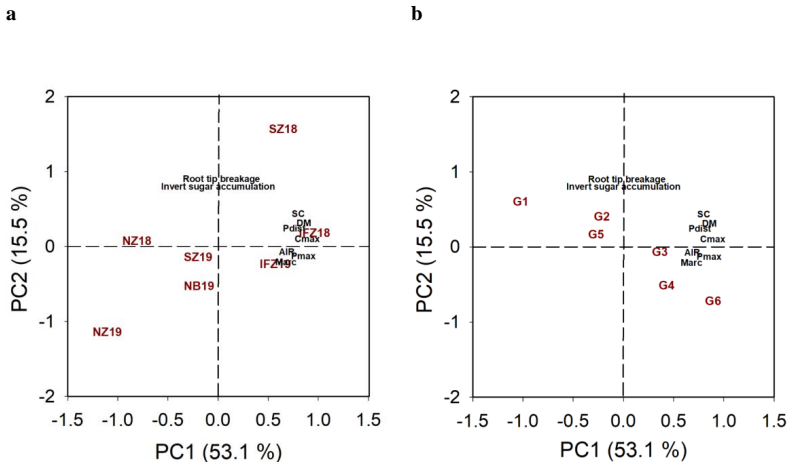 a
b
2
1
0
-1
-2
PC2 (15.5 %)
SZ18
Root tip breakage
Invert sugar accumulation
SC
DM
Pdist
IFZ18
Cmax
NZ18
AIR
SZ19
Pmax
IFZ19
Marc
NB19
NZ19
-1.5 -1.0 -0.5 0.0 0.5 1.0 1.5
PC1 (53.1 %)
2
1
0
-1
-2
PC2 (15.5 %)
Root tip breakage
Invert sugar accumulation
G1
SC
G2
DM
Pdist
G5
Cmax
G3
AIR
Pmax
Marc
G4
G6
-1.5 -1.0 -0.5 0.0 0.5 1.0 1.5
PC1 (53.1 %)